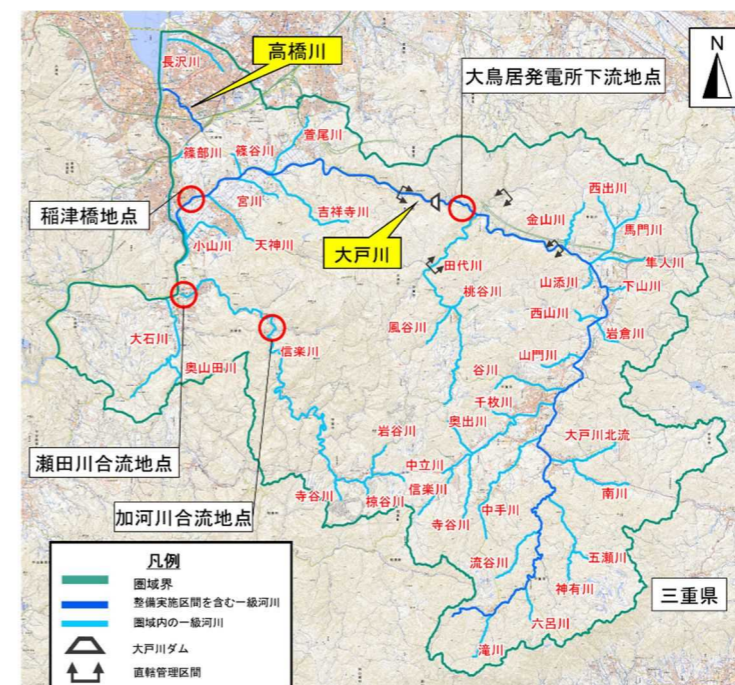 高橋川
N
大鳥居発電所下流地点
長沢川
篠部川
篠谷川
萱尾川
西出川
稲津橋地点
宮川
吉祥寺川
金山川
馬門川
大戸川
小山川
天神川
田代川
隼人川
桃谷川
山添川
下山川
大石川
風谷川
西山川
岩倉川
奥山田川
信楽川
山門川
谷川
千枚川
瀬田川合流地点
岩谷川
奥出川
大戸川北流
中立川
加河川合流地点
寺谷川
椋谷川
信楽川
南川
寺谷川
中手川
流谷川
五瀬川
神有川
三重県
六呂川
滝川
凡例
圏域界
整備実施区間を含む一級河川
圏域内の一級河川
大戸川ダム
直轄管理区間